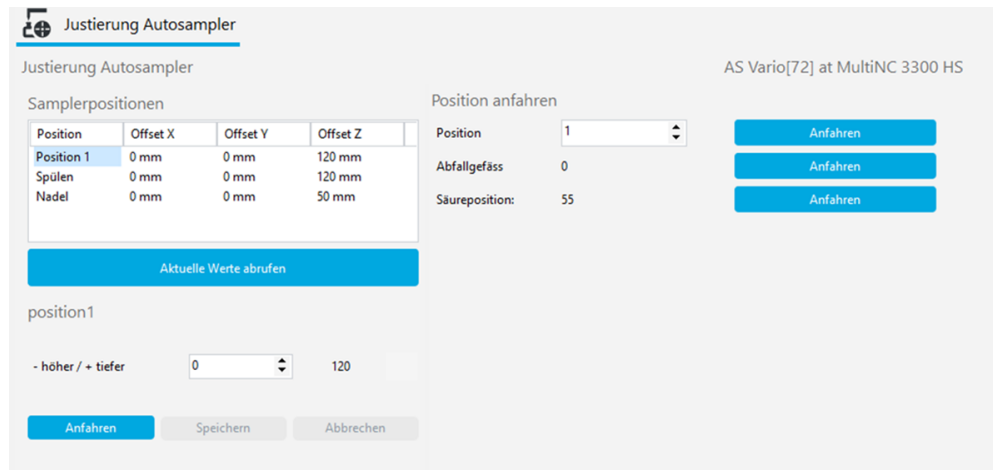 Justierung Autosampler
Justierung Autosampler
AS Vario[72] at MultiNC 3300 HS
Samplerpositionen
Position Offset X Offset Y Offset Z
Position 1 0 mm 0 mm 120 mm
Spülen 0 mm 0 mm 120 mm
Nadel 0 mm 0 mm 50 mm
Aktuelle Werte abrufen
position1
- höher / + tiefer 0 120
Anfahren Speichern Abbrechen
Position anfahren
Position 1 Anfahren
Abfallgefäss 0 Anfahren
Säureposition: 55 Anfahren